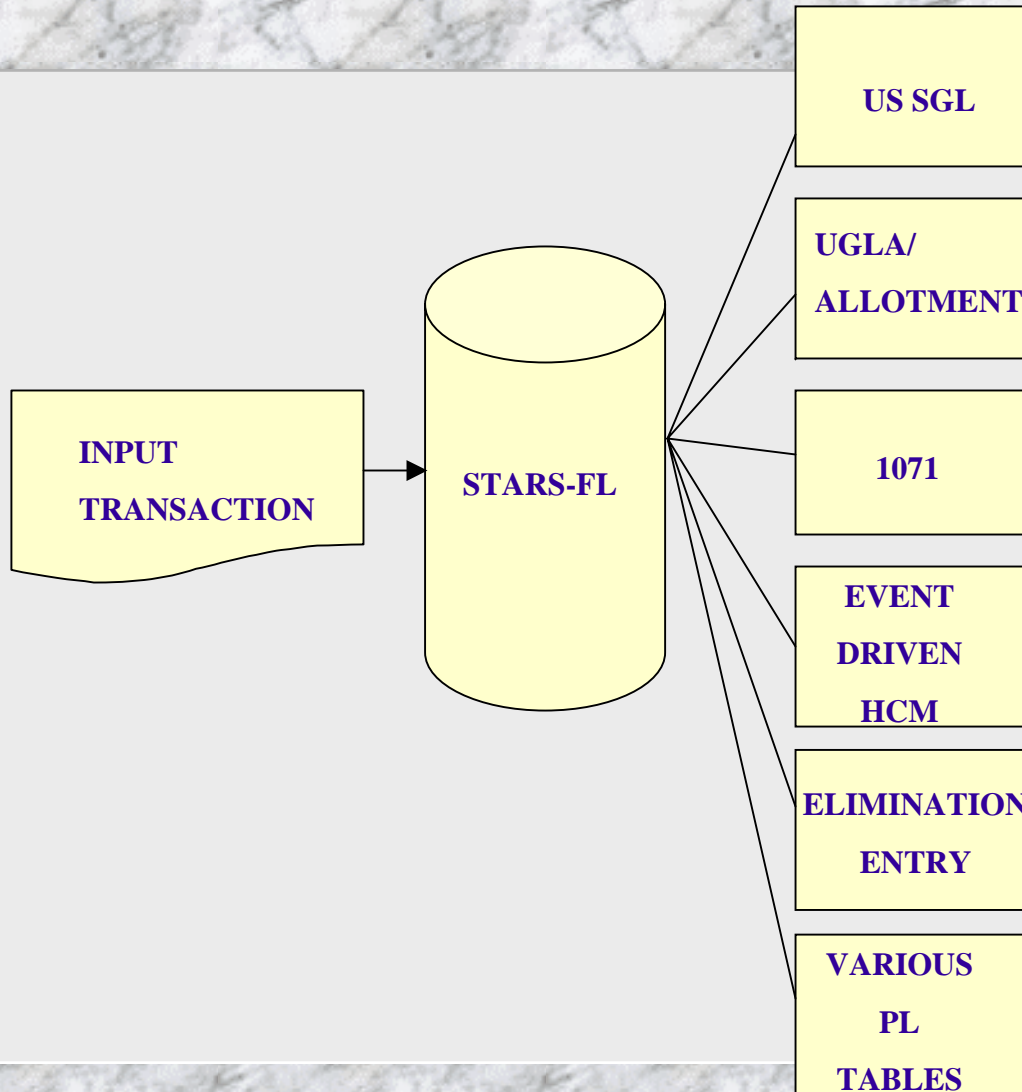 INPUT
TRANSACTION
STARS-FL
US SGL
UGLA/
ALLOTMENT
1071
EVENT
DRIVEN
HCM
ELIMINATION
ENTRY
VARIOUS
PL
TABLES